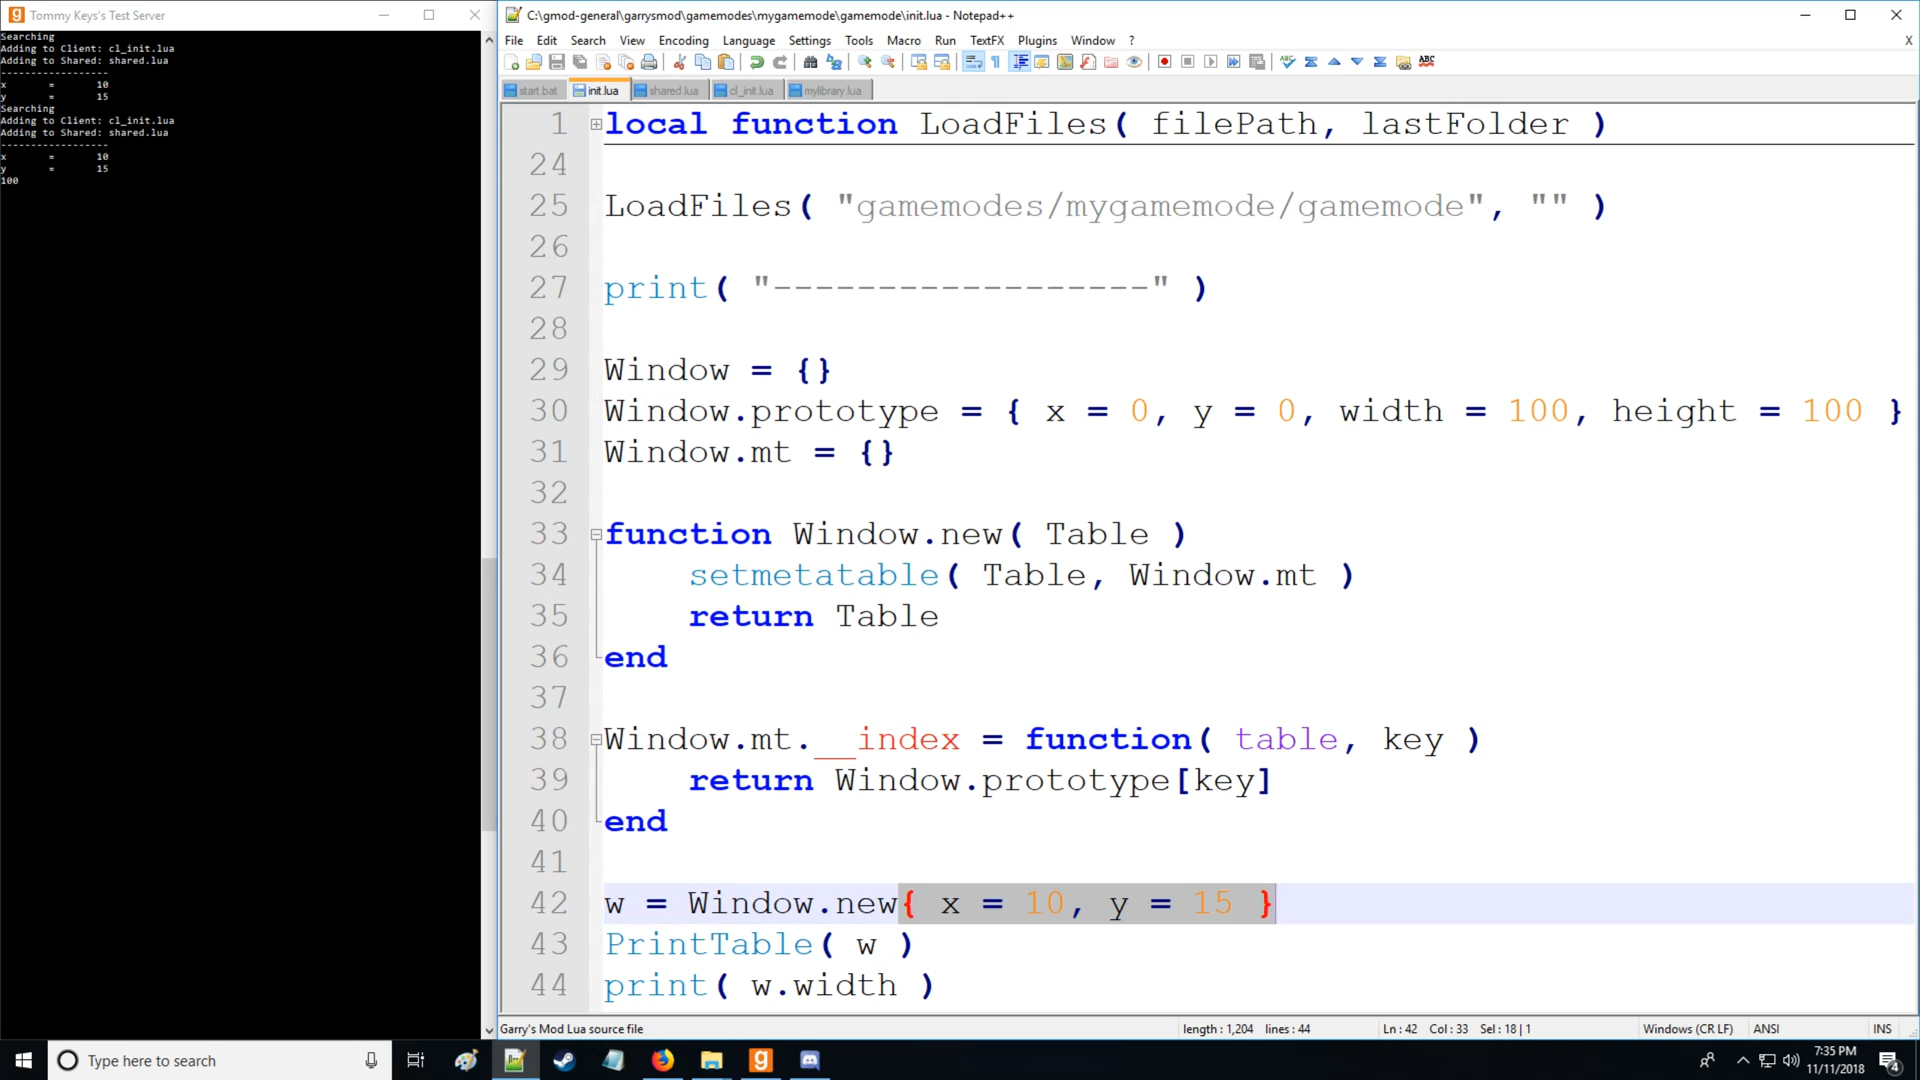 Tommy Keys's Test Server
Searching
Adding to Client: cl_init.lua
Adding to Shared: shared.lua
------------------
x = 10
y = 15
Searching
Adding to Client: cl_init.lua
Adding to Shared: shared.lua
------------------
x = 10
y = 15
100
C:\gmod-general\garrysmod\gamemodes\mygamemode\gamemode\init.lua - Notepad++
File Edit Search View Encoding Language Settings Tools Macro Run TextFX Plugins Window ? X
start.bat init.lua shared.lua cl_init.lua mylibrary.lua
1 local function LoadFiles( filePath, lastFolder )
24
25 LoadFiles( "gamemodes/mygamemode/gamemode", "" )
26
27 print( "------------------" )
28
29 Window = {}
30 Window.prototype = { x = 0, y = 0, width = 100, height = 100 }
31 Window.mt = {}
32
33 function Window.new( Table )
34 setmetatable( Table, Window.mt )
35 return Table
36 end
37
38 Window.mt.__index = function( table, key )
39 return Window.prototype[key]
40 end
41
42 w = Window.new{ x = 10, y = 15 }
43 PrintTable( w )
44 print( w.width )
Garry's Mod Lua source file length : 1,204 lines : 44 Ln : 42 Col : 33 Sel : 18 | 1 Windows (CR LF) ANSI INS
Type here to search
7:35 PM
11/11/2018
4